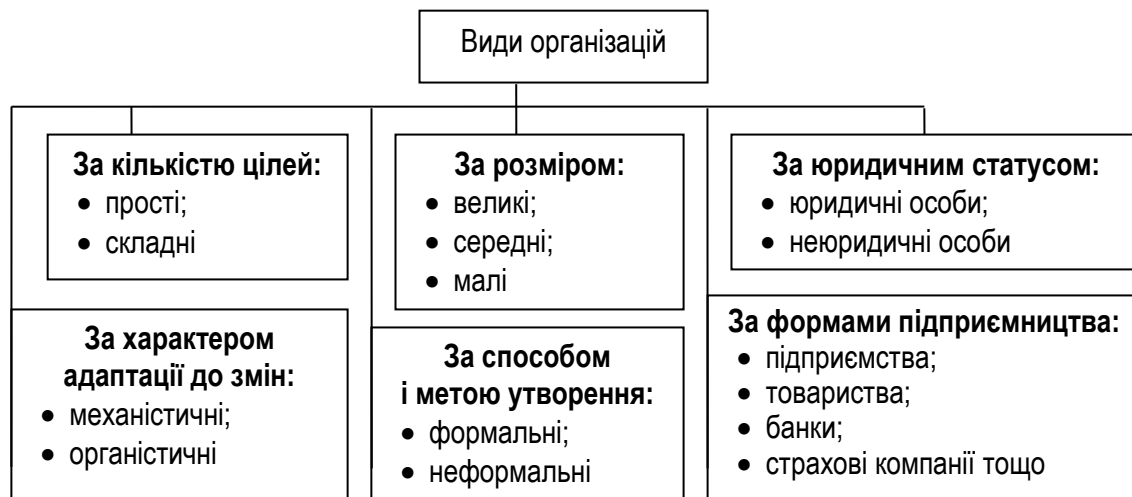 Види організацій
За кількістю цілей:
• прості;
• складні
За розміром:
• великі;
• середні;
• малі
За юридичним статусом:
• юридичні особи;
• неюридичні особи
За характером
адаптації до змін:
• механістичні;
• органістичні
За способом
і метою утворення:
• формальні;
• неформальні
За формами підприємництва:
• підприємства;
• товариства;
• банки;
• страхові компанії тощо